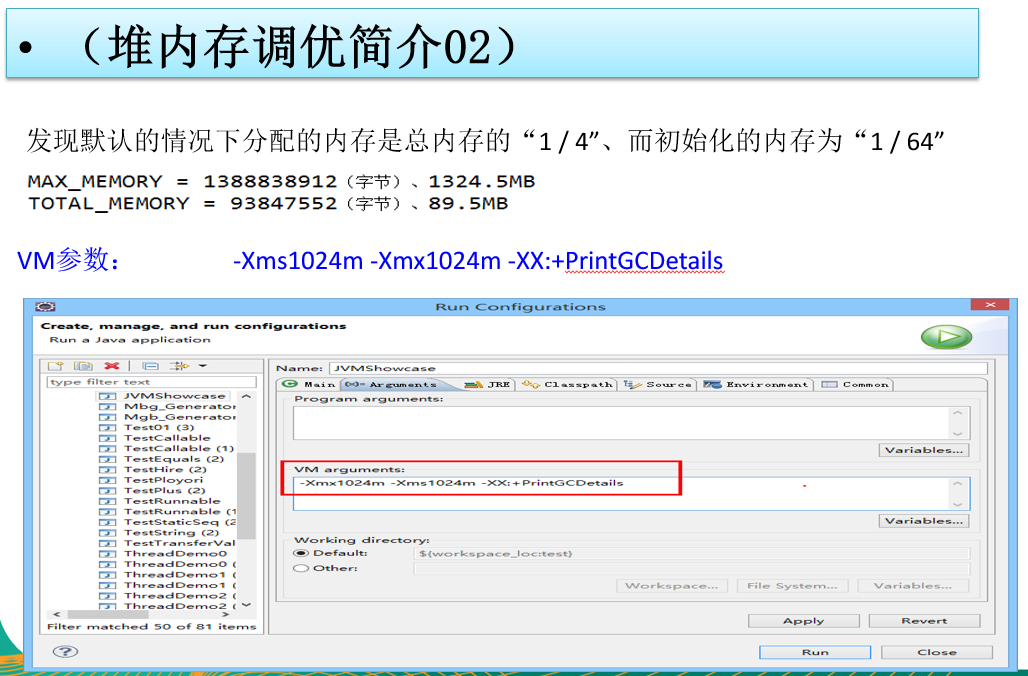 • （堆内存调优简介02）
发现默认的情况下分配的内存是总内存的“1 / 4”、而初始化的内存为“1 / 64”
MAX_MEMORY = 1388838912（字节）、1324.5MB
TOTAL_MEMORY = 93847552（字节）、89.5MB
VM参数： -Xms1024m -Xmx1024m -XX:+PrintGCDetails
Run Configurations
Create, manage, and run configurations
Run a Java application
type filter text
JVMShowcase
Mbg_Generator
Mgb_Generator
Test01 (3)
TestCallable
TestCallable (1)
TestEquals (2)
TestHire (2)
TestPloyori
TestPlus (2)
TestRunnable
TestRunnable (1
TestStaticSeq (2
TestString (2)
TestTransferVal
ThreadDemo0
ThreadDemo0 (
ThreadDemo1 (
ThreadDemo1 (
ThreadDemo2 (
ThreadDemo2 (
Filter matched 50 of 81 items
Name: JVMShowcase
Main Arguments JRE Classpath Source Environment Common
Program arguments:
Variables...
VM arguments:
-Xmx1024m -Xms1024m -XX:+PrintGCDetails
Variables...
Working directory:
Default: ${workspace_loc:test}
Other:
Workspace... File System... Variables...
Apply Revert
Run Close